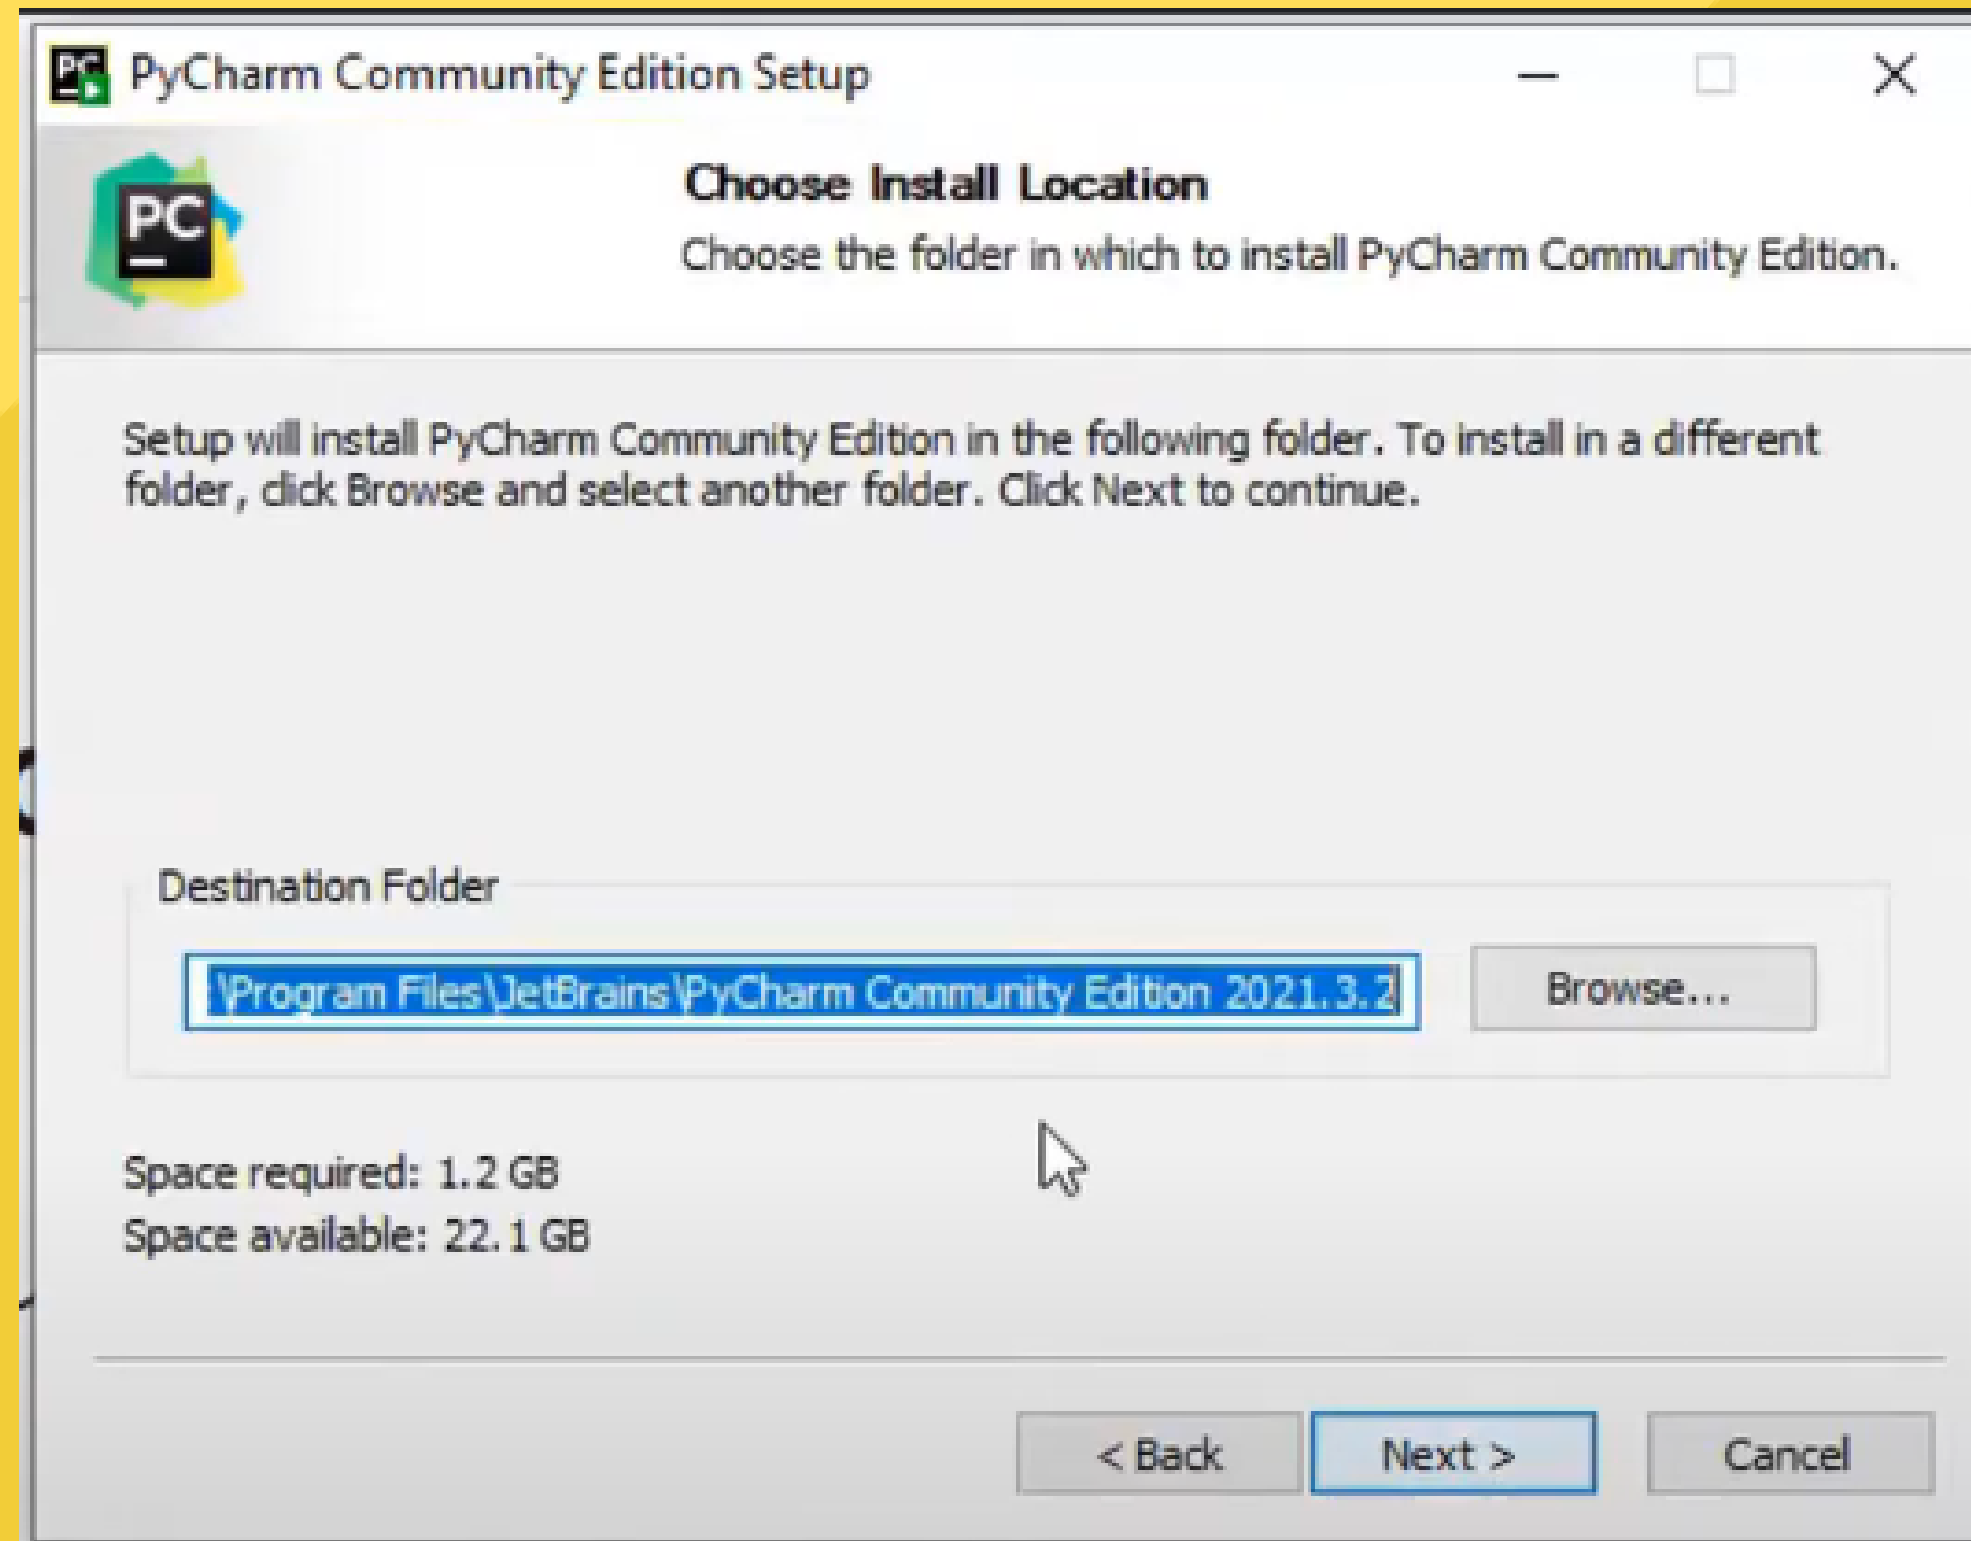 PyCharm Community Edition Setup
PC
Choose Install Location
Choose the folder in which to install PyCharm Community Edition.
Setup will install PyCharm Community Edition in the following folder. To install in a different
folder, click Browse and select another folder. Click Next to continue.
Destination Folder
:\Program Files\JetBrains\PyCharm Community Edition 2021.3.2
Browse...
Space required: 1.2 GB
Space available: 22.1 GB
< Back
Next >
Cancel